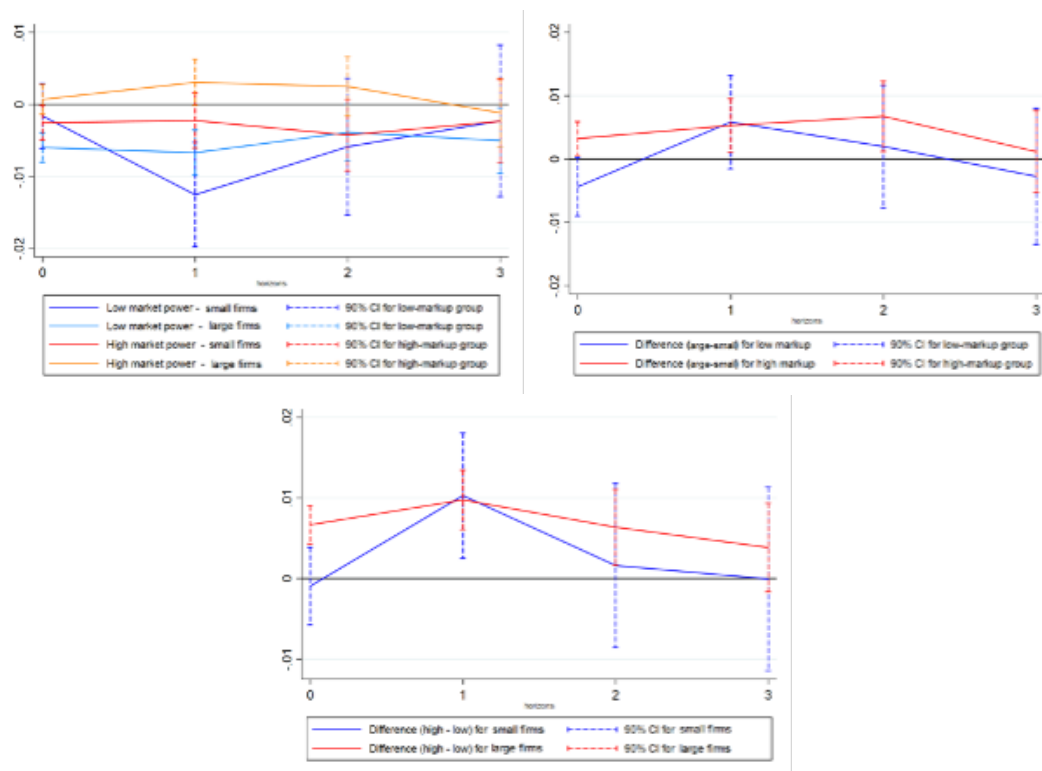 .01
0
-.01
-.02
0 1 2 3
horizons
Low market power - small firms 90% CI for low-markup group
Low market power - large firms 90% CI for low-markup group
High market power - small firms 90% CI for high-markup group
High market power - large firms 90% CI for high-markup group
.02
.01
0
-.01
-.02
0 1 2 3
horizons
Difference (large-small) for low markup 90% CI for low-markup group
Difference (large-small) for high markup 90% CI for high-markup group
.02
.01
0
-.01
0 1 2 3
horizons
Difference (high - low) for small firms 90% CI for small firms
Difference (high - low) for large firms 90% CI for large firms